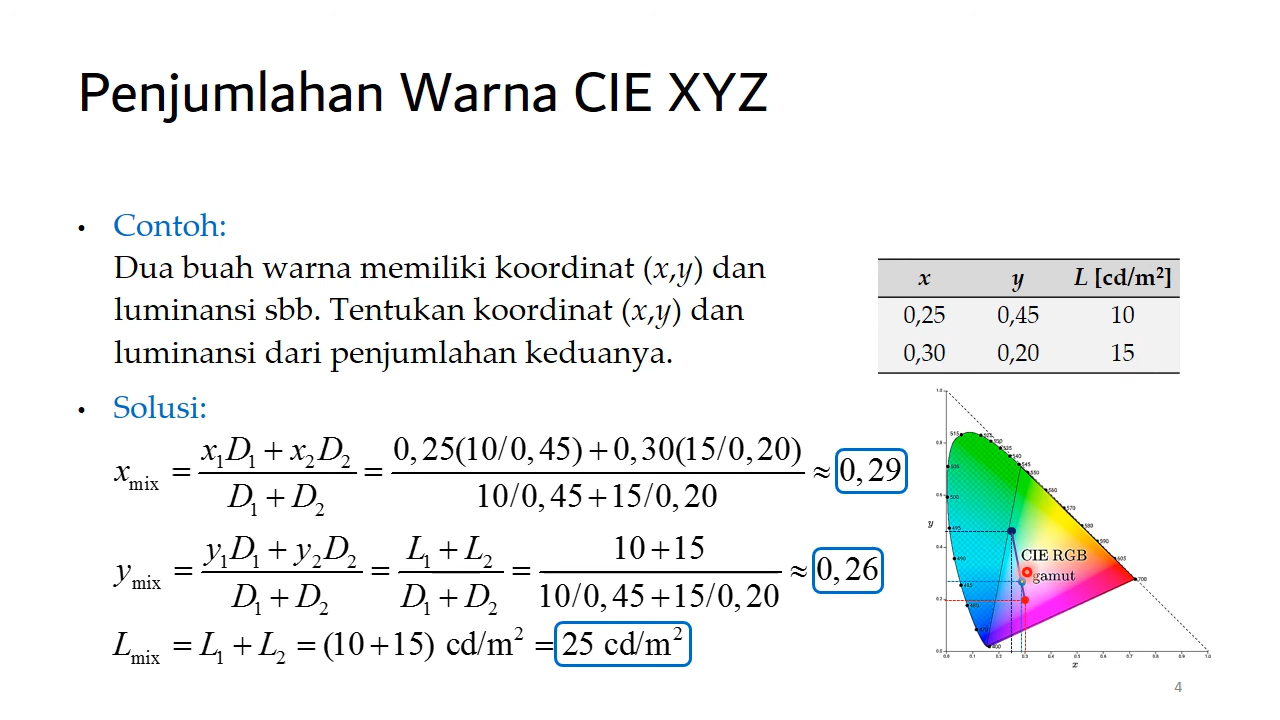 Penjumlahan Warna CIE XYZ
• Contoh:
Dua buah warna memiliki koordinat (x,y) dan
luminansi sbb. Tentukan koordinat (x,y) dan
luminansi dari penjumlahan keduanya.
x y L [cd/m²]
0,25 0,45 10
0,30 0,20 15
• Solusi:
x_mix = (x₁D₁ + x₂D₂)/(D₁ + D₂) = (0,25(10/0,45) + 0,30(15/0,20))/(10/0,45 + 15/0,20) ≈ 0,29
y_mix = (y₁D₁ + y₂D₂)/(D₁ + D₂) = (L₁ + L₂)/(D₁ + D₂) = (10 + 15)/(10/0,45 + 15/0,20) ≈ 0,26
L_mix = L₁ + L₂ = (10 + 15) cd/m² = 25 cd/m²
CIE RGB
gamut
y
x
4